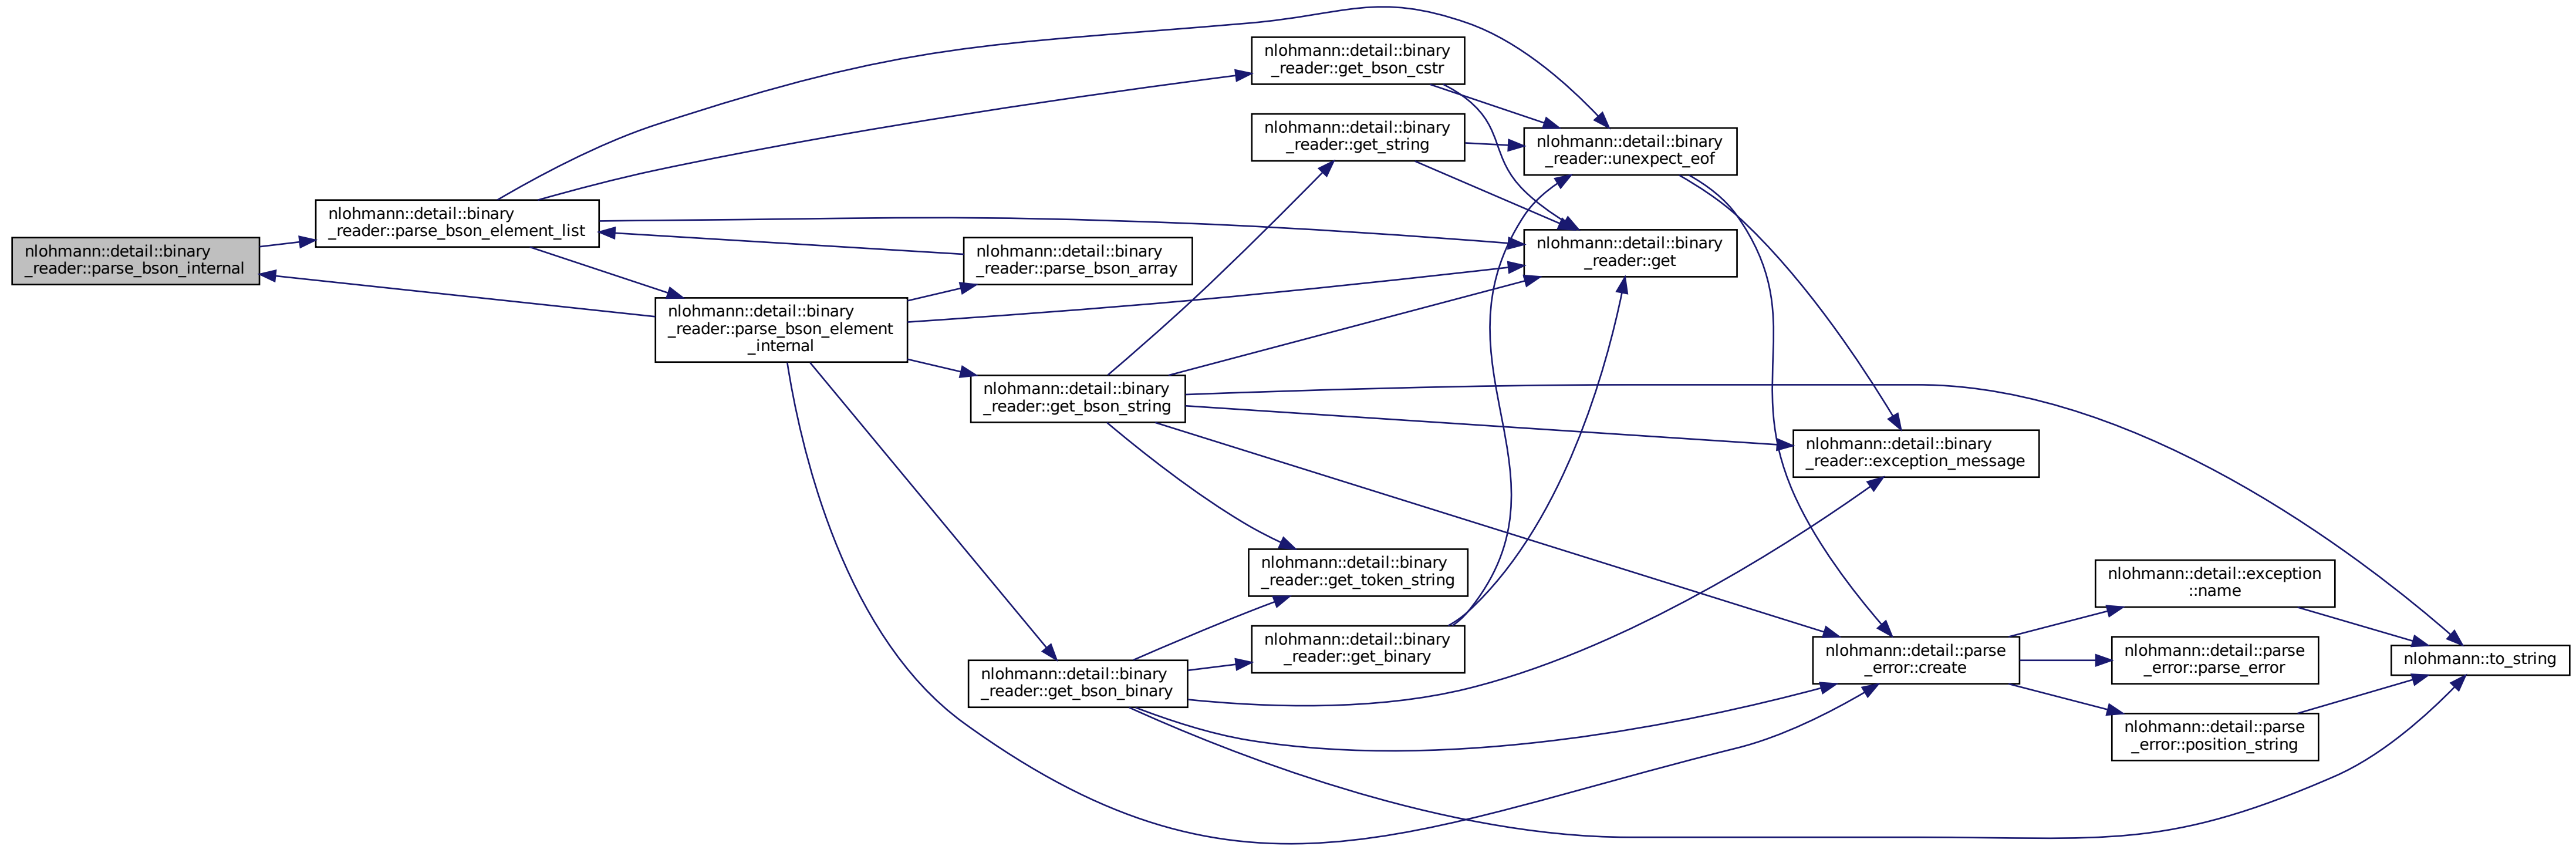 nlohmann::detail::binary
_reader::parse_bson_internal
nlohmann::detail::binary
_reader::parse_bson_element_list
nlohmann::detail::binary
_reader::parse_bson_element
_internal
nlohmann::detail::binary
_reader::parse_bson_array
nlohmann::detail::binary
_reader::get_bson_string
nlohmann::detail::binary
_reader::get_bson_binary
nlohmann::detail::binary
_reader::get_bson_cstr
nlohmann::detail::binary
_reader::get_string
nlohmann::detail::binary
_reader::get_token_string
nlohmann::detail::binary
_reader::get_binary
nlohmann::detail::binary
_reader::unexpect_eof
nlohmann::detail::binary
_reader::get
nlohmann::detail::binary
_reader::exception_message
nlohmann::detail::parse
_error::create
nlohmann::detail::exception
::name
nlohmann::detail::parse
_error::parse_error
nlohmann::detail::parse
_error::position_string
nlohmann::to_string